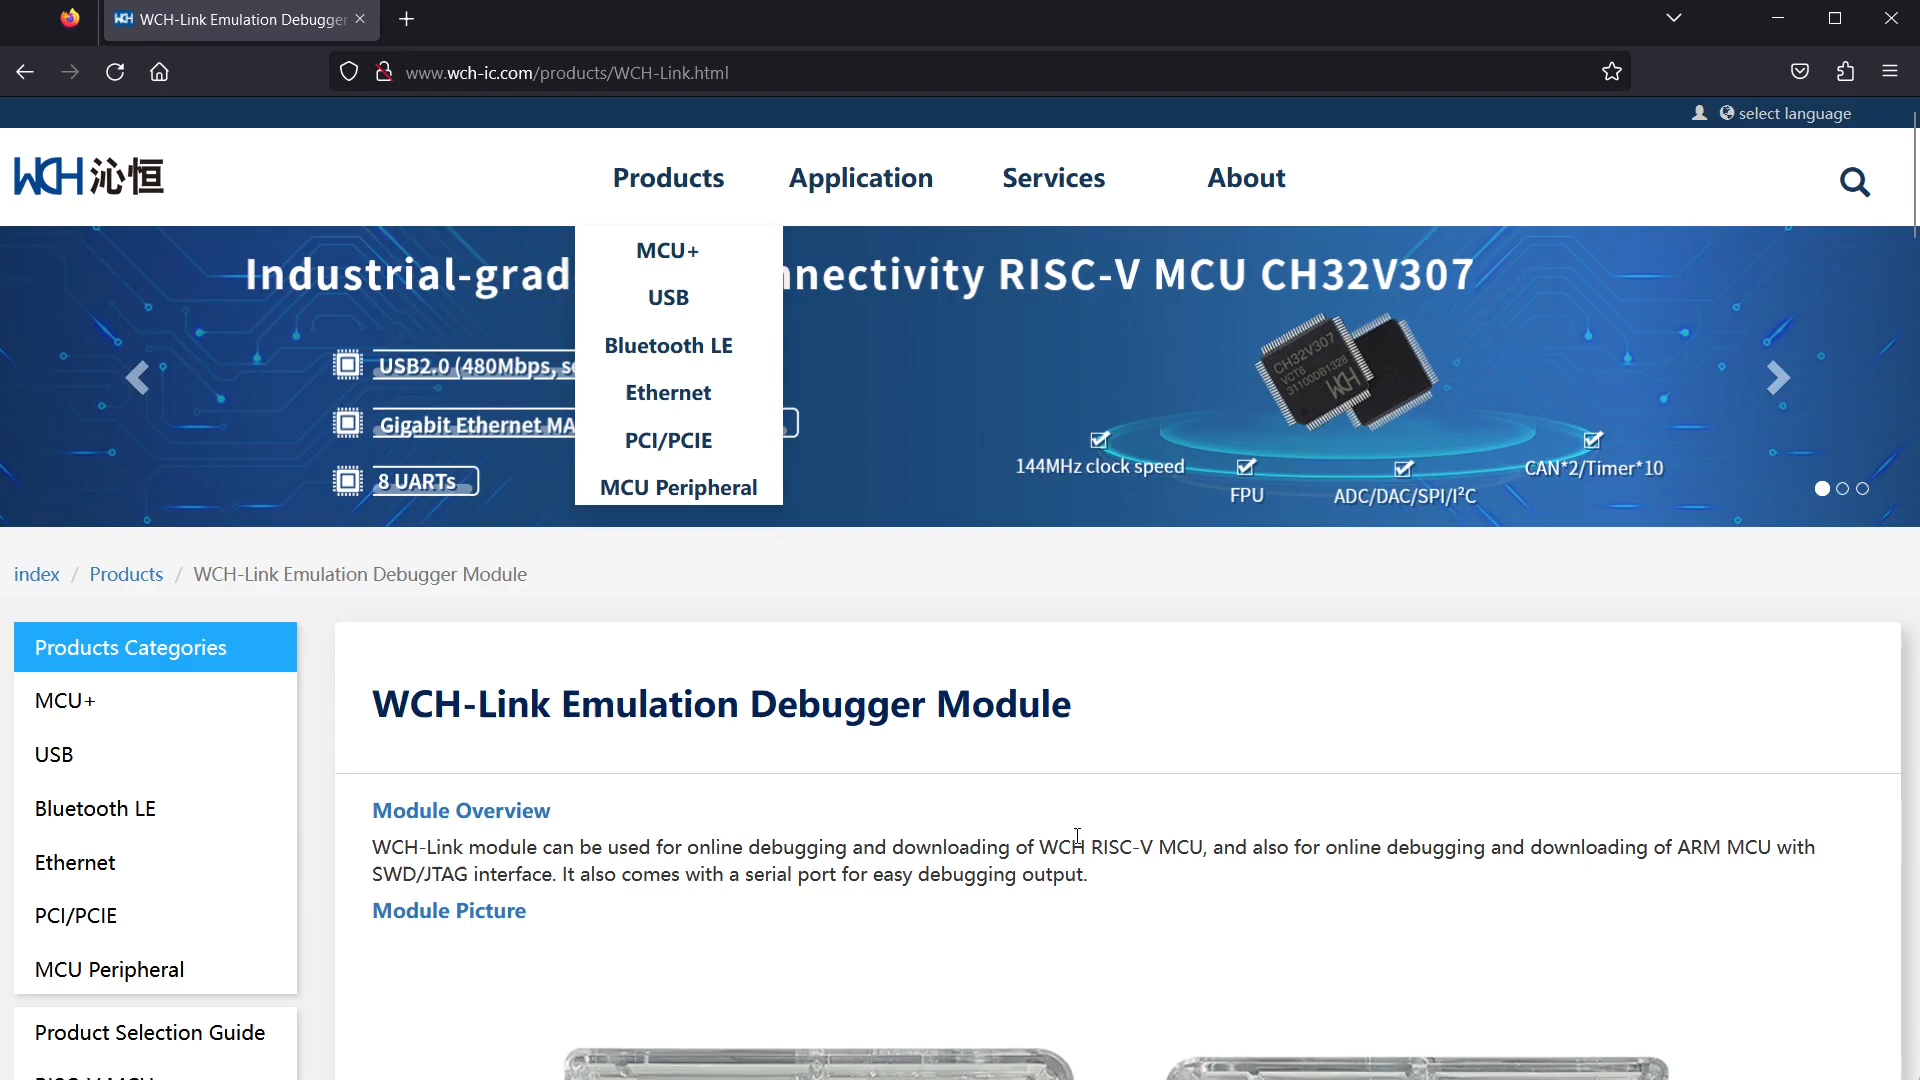 WCH-Link Emulation Debugger
www.wch-ic.com/products/WCH-Link.html
select language
WCH 沁恒
Products
Application
Services
About
MCU+
USB
Bluetooth LE
Ethernet
PCI/PCIE
MCU Peripheral
Industrial-grad
nnectivity RISC-V MCU CH32V307
USB2.0 (480Mbps, se
Gigabit Ethernet MA
8 UARTs
CH32V307
VCT6
WCH
144MHz clock speed
FPU
ADC/DAC/SPI/I²C
CAN*2/Timer*10
index / Products / WCH-Link Emulation Debugger Module
Products Categories
MCU+
USB
Bluetooth LE
Ethernet
PCI/PCIE
MCU Peripheral
Product Selection Guide
WCH-Link Emulation Debugger Module
Module Overview
WCH-Link module can be used for online debugging and downloading of WCH RISC-V MCU, and also for online debugging and downloading of ARM MCU with
SWD/JTAG interface. It also comes with a serial port for easy debugging output.
Module Picture